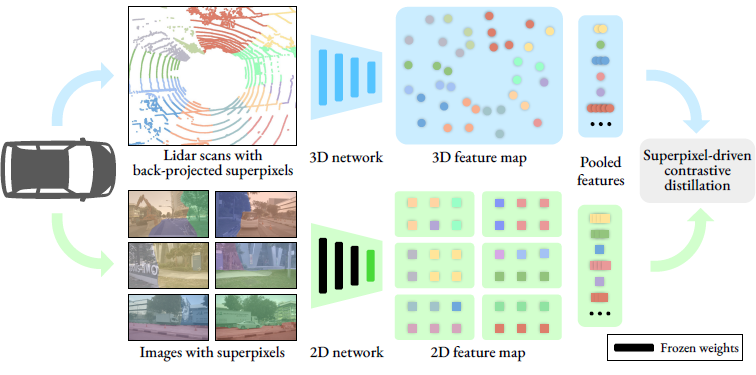 Lidar scans with
back-projected superpixels
3D network
3D feature map
Pooled
features
Superpixel-driven
contrastive
distillation
Images with superpixels
2D network
2D feature map
Frozen weights